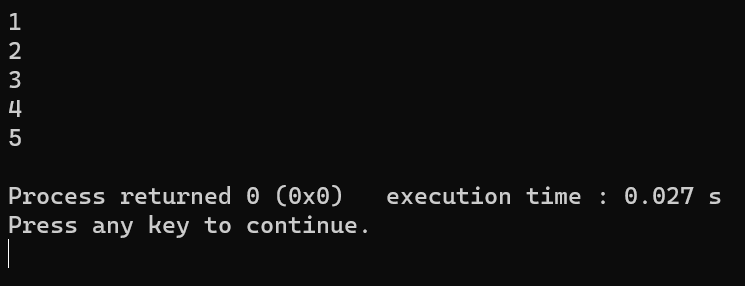 1
2
3
4
5
Process returned 0 (0x0)   execution time : 0.027 s
Press any key to continue.